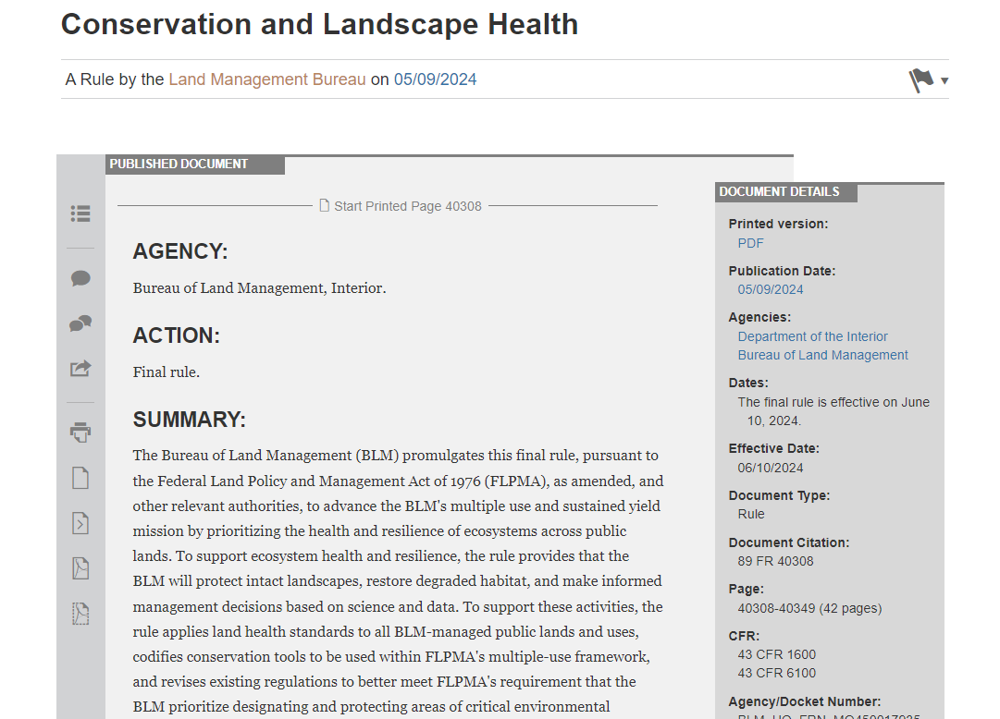 Conservation and Landscape Health
A Rule by the Land Management Bureau on 05/09/2024
PUBLISHED DOCUMENT
Start Printed Page 40308
AGENCY:
Bureau of Land Management, Interior.
ACTION:
Final rule.
SUMMARY:
The Bureau of Land Management (BLM) promulgates this final rule, pursuant to
the Federal Land Policy and Management Act of 1976 (FLPMA), as amended, and
other relevant authorities, to advance the BLM's multiple use and sustained yield
mission by prioritizing the health and resilience of ecosystems across public
lands. To support ecosystem health and resilience, the rule provides that the
BLM will protect intact landscapes, restore degraded habitat, and make informed
management decisions based on science and data. To support these activities, the
rule applies land health standards to all BLM-managed public lands and uses,
codifies conservation tools to be used within FLPMA's multiple-use framework,
and revises existing regulations to better meet FLPMA's requirement that the
BLM prioritize designating and protecting areas of critical environmental
DOCUMENT DETAILS
Printed version:
PDF
Publication Date:
05/09/2024
Agencies:
Department of the Interior
Bureau of Land Management
Dates:
The final rule is effective on June
10, 2024.
Effective Date:
06/10/2024
Document Type:
Rule
Document Citation:
89 FR 40308
Page:
40308-40349 (42 pages)
CFR:
43 CFR 1600
43 CFR 6100
Agency/Docket Number: